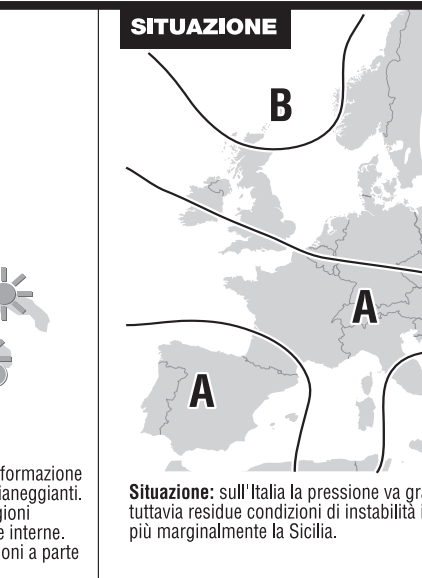 formazione
ianeggianti.
gioni
e interne.
oni a parte
SITUAZIONE
B
A
A
Situazione: sull'Italia la pressione va gra
tuttavia residue condizioni di instabilità i
più marginalmente la Sicilia.